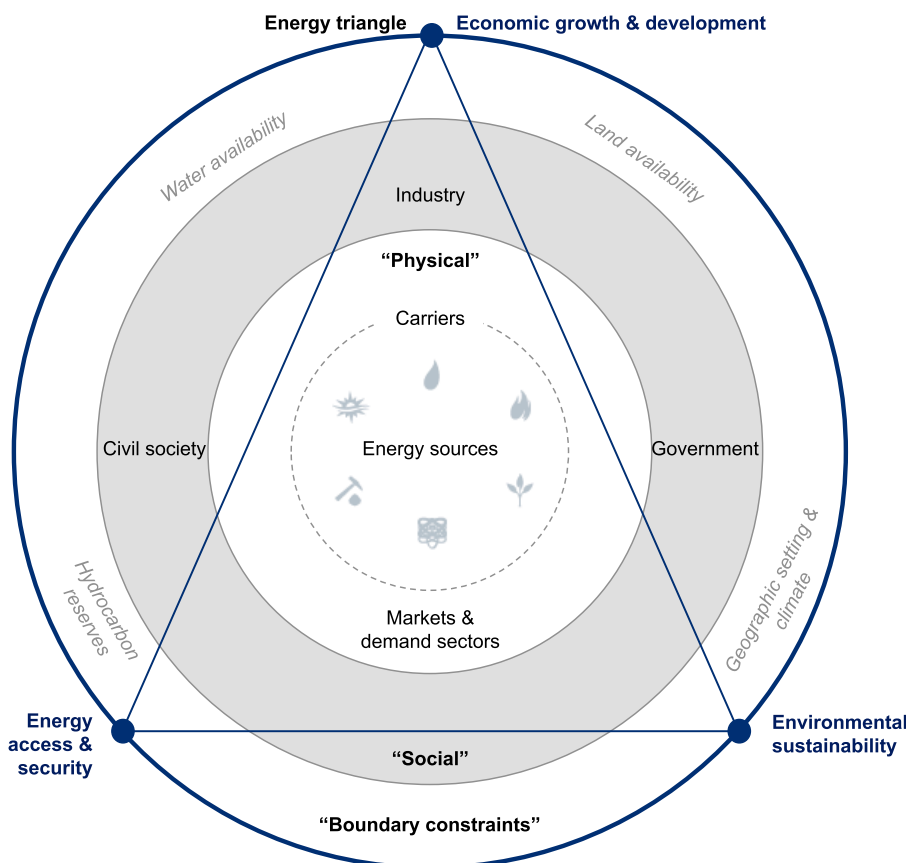 Energy triangle
Economic growth & development
Water availability
Land availability
Industry
“Physical”
Carriers
Civil society
Energy sources
Government
Hydrocarbon
reserves
Geographic setting &
climate
Markets &
demand sectors
Energy
access &
security
Environmental
sustainability
“Social”
“Boundary constraints”